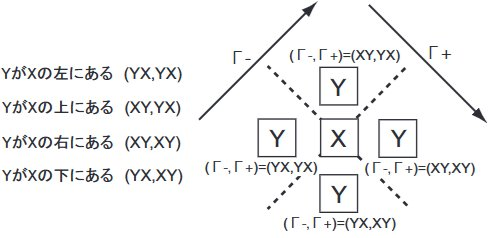 Γ-
Γ+
(Γ-,Γ+)=(XY,YX)
YがXの左にある (YX,YX)
YがXの上にある (XY,YX)
YがXの右にある (XY,XY)
YがXの下にある (YX,XY)
Y
Y
X
Y
(Γ-,Γ+)=(YX,YX)
(Γ-,Γ+)=(XY,XY)
Y
(Γ-,Γ+)=(YX,XY)